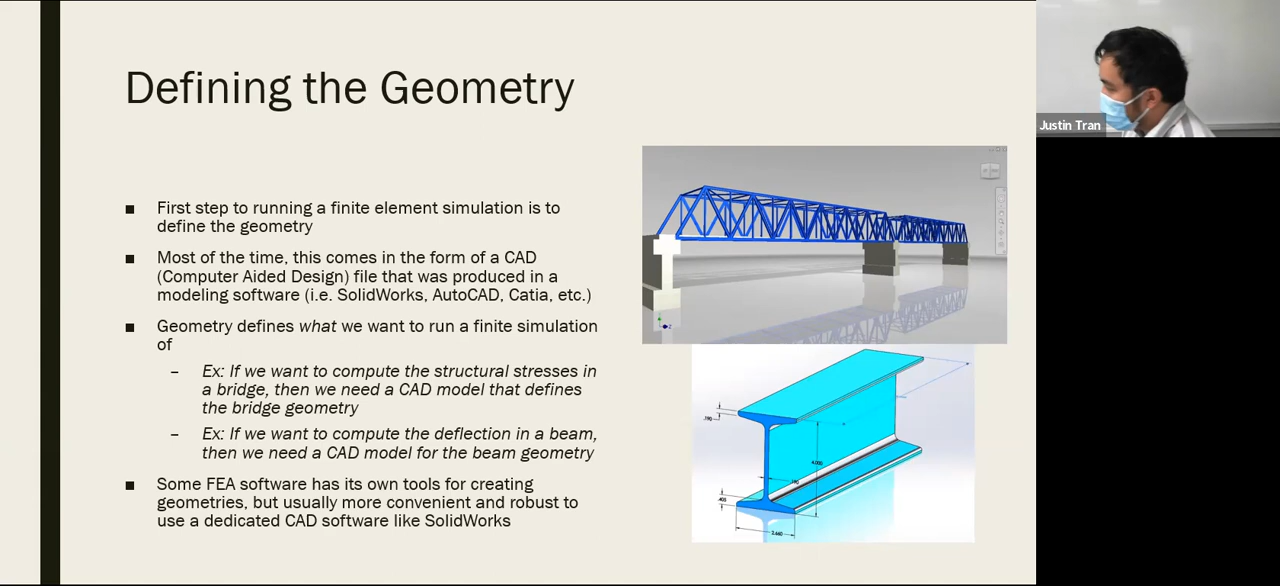 Defining the Geometry
Justin Tran
■ First step to running a finite element simulation is to
define the geometry
■ Most of the time, this comes in the form of a CAD
(Computer Aided Design) file that was produced in a
modeling software (i.e. SolidWorks, AutoCAD, Catia, etc.)
■ Geometry defines what we want to run a finite simulation
of
– Ex: If we want to compute the structural stresses in
a bridge, then we need a CAD model that defines
the bridge geometry
– Ex: If we want to compute the deflection in a beam,
then we need a CAD model for the beam geometry
■ Some FEA software has its own tools for creating
geometries, but usually more convenient and robust to
use a dedicated CAD software like SolidWorks
.190
4.000
.190
2.660